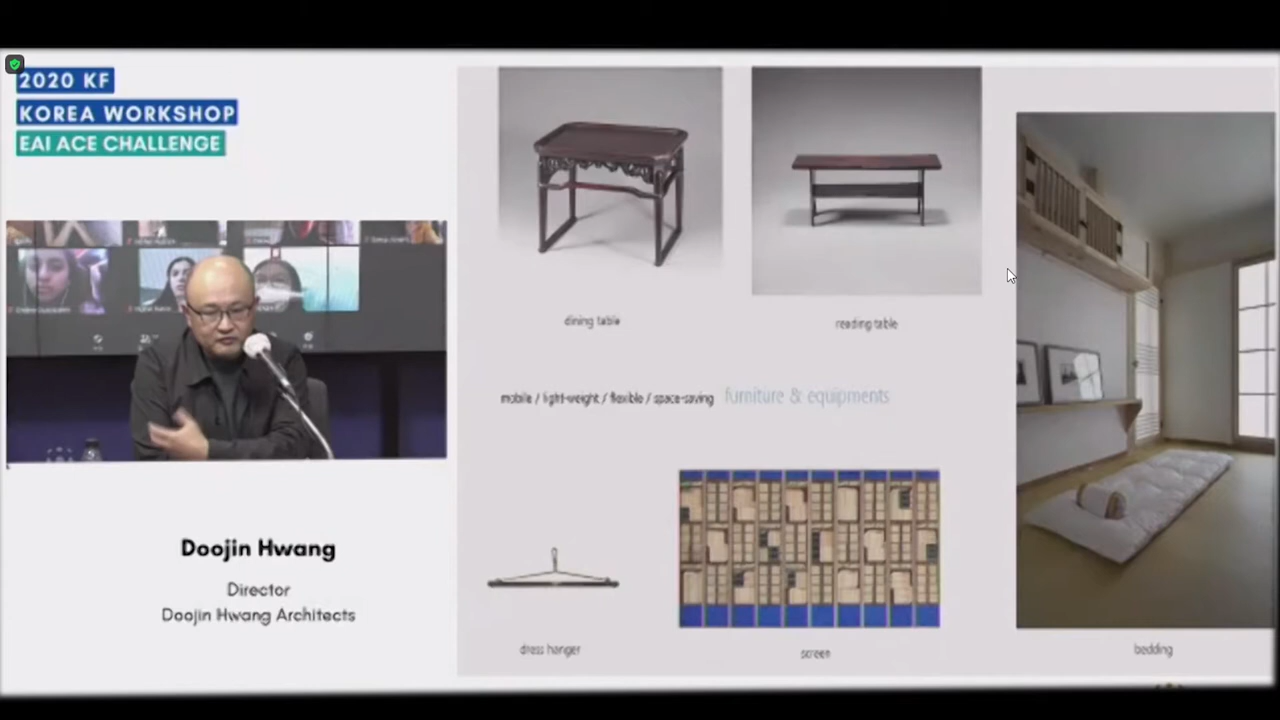 2020 KF
KOREA WORKSHOP
EAI ACE CHALLENGE
dining table
reading table
mobile / light-weight / flexible / space-saving furniture & equipments
dress hanger
screen
bedding
Doojin Hwang
Director
Doojin Hwang Architects